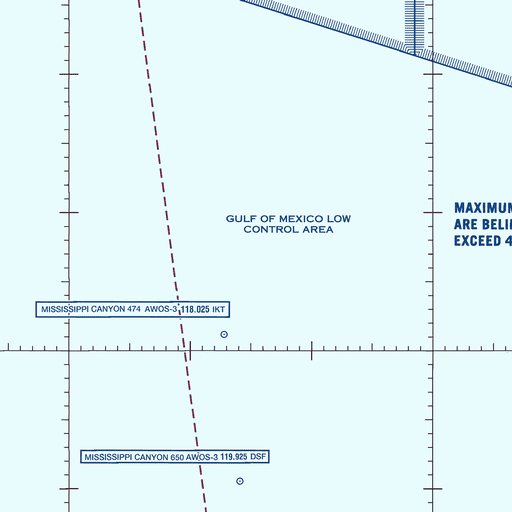 GULF OF MEXICO LOW
CONTROL AREA
MAXIMUM
ARE BELI
EXCEED 4
MISSISSIPPI CANYON 474 AWOS-3 118.025 IKT
MISSISSIPPI CANYON 650 AWOS-3 119.925 DSF